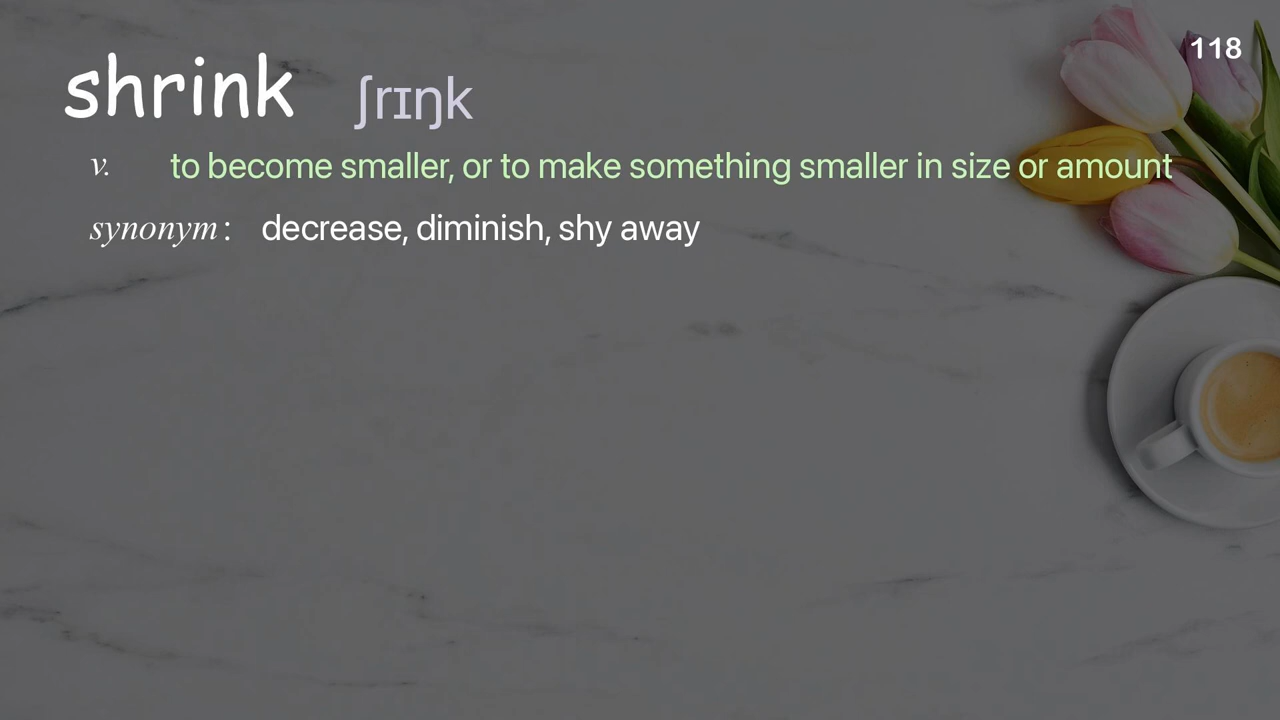 118
shrink ʃrɪŋk
v. to become smaller, or to make something smaller in size or amount
synonym : decrease, diminish, shy away